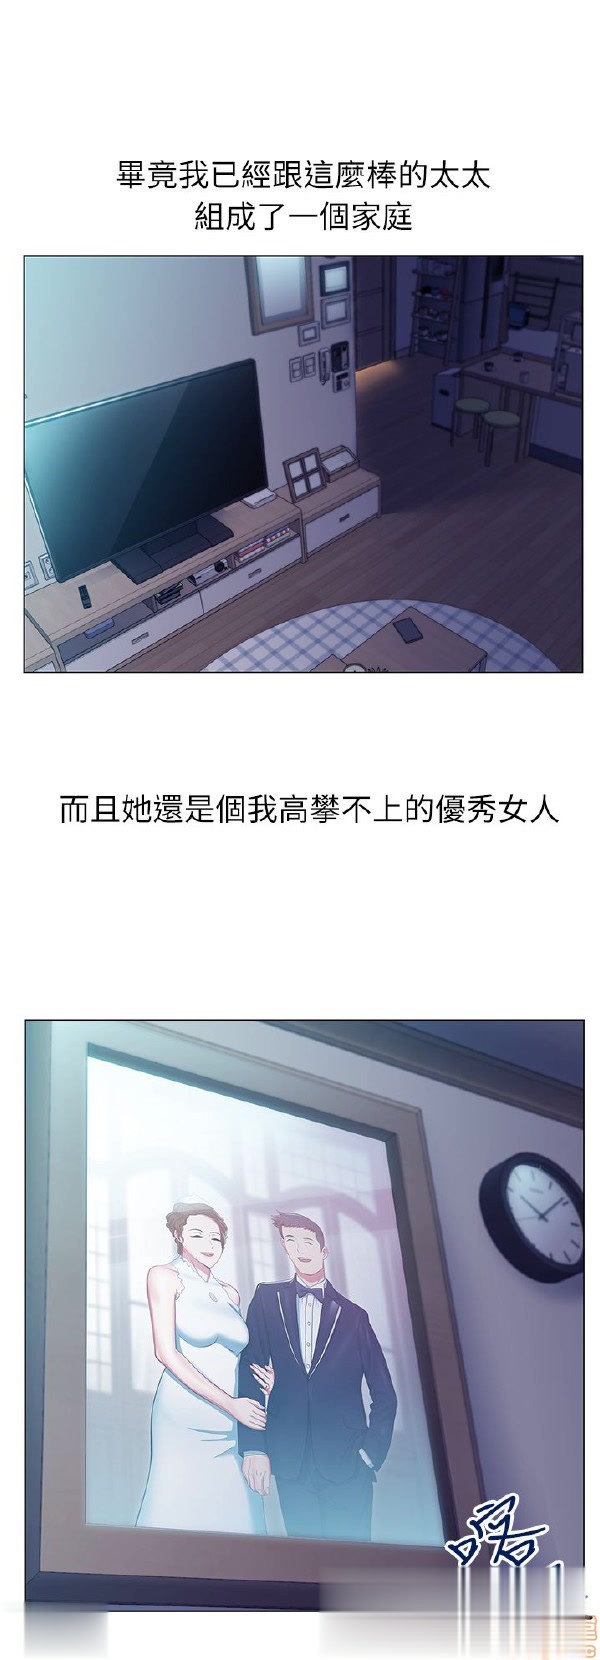 畢竟我已經跟這麼棒的太太
組成了一個家庭
而且她還是個我高攀不上的優秀女人
喀